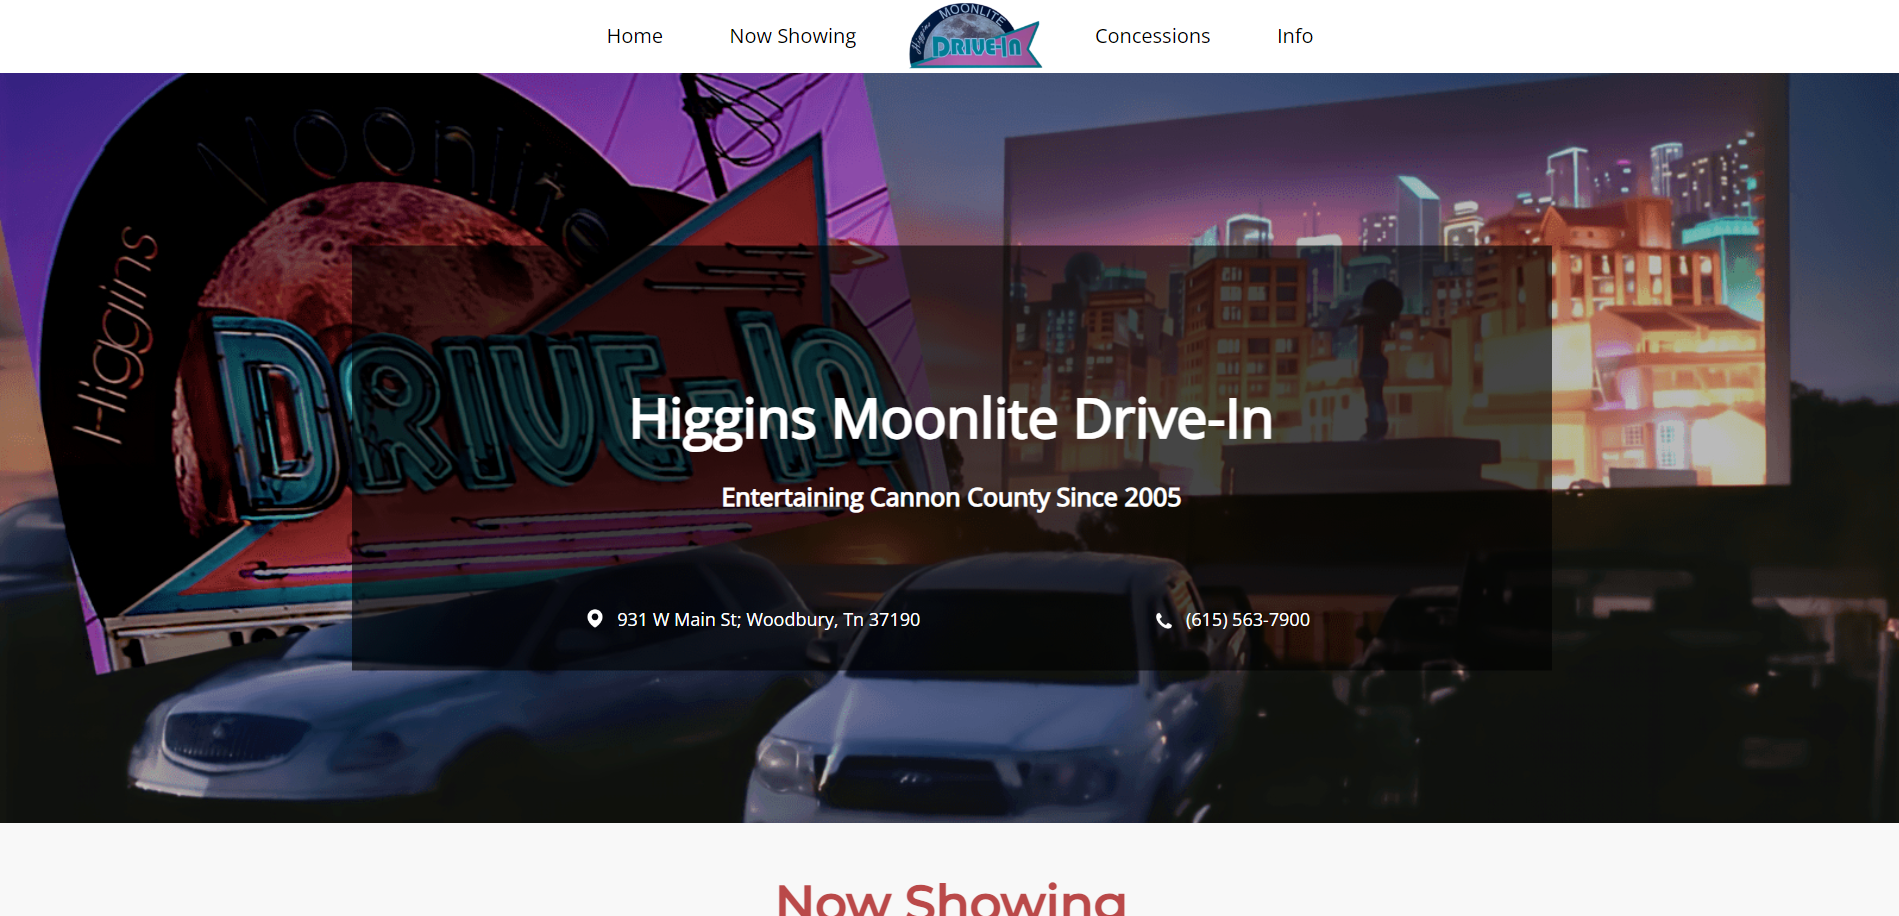 Home
Now Showing
Higgins
MOONLITE
DRIVE-IN
Concessions
Info
Higgins
Moonlite
DRIVE-In
Higgins Moonlite Drive-In
Entertaining Cannon County Since 2005
931 W Main St; Woodbury, Tn 37190
(615) 563-7900
Now Showing